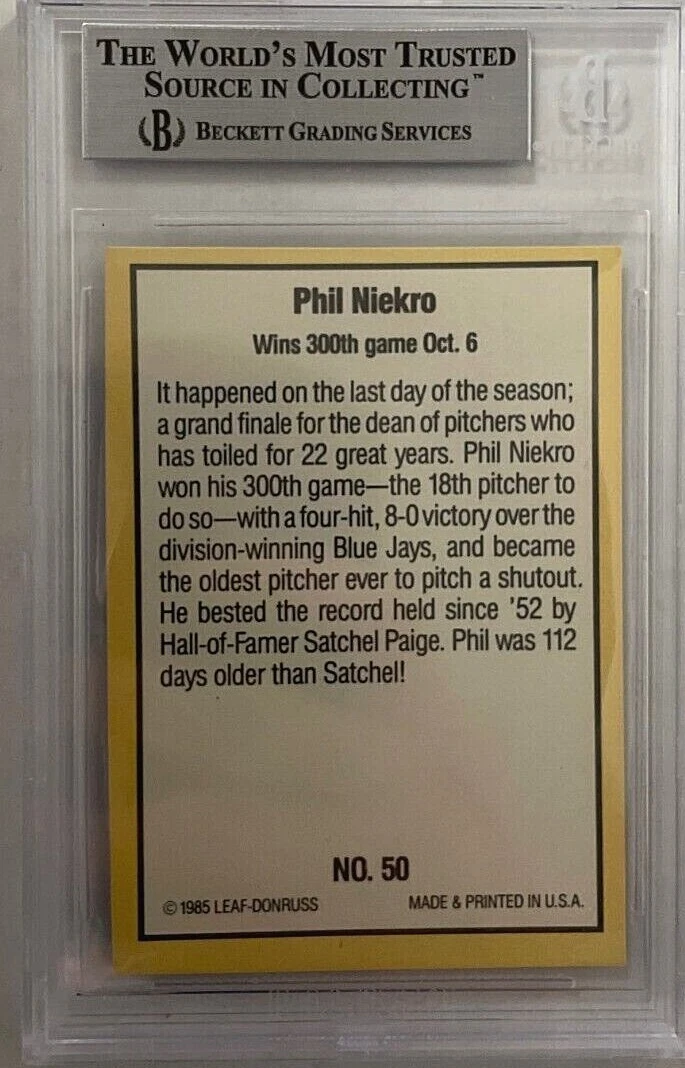 THE WORLD'S MOST TRUSTED
SOURCE IN COLLECTING™
(B) BECKETT GRADING SERVICES
Phil Niekro
Wins 300th game Oct. 6
It happened on the last day of the season;
a grand finale for the dean of pitchers who
has toiled for 22 great years. Phil Niekro
won his 300th game—the 18th pitcher to
do so—with a four-hit, 8-0 victory over the
division-winning Blue Jays, and became
the oldest pitcher ever to pitch a shutout.
He bested the record held since '52 by
Hall-of-Famer Satchel Paige. Phil was 112
days older than Satchel!
NO. 50
© 1985 LEAF-DONRUSS MADE & PRINTED IN U.S.A.